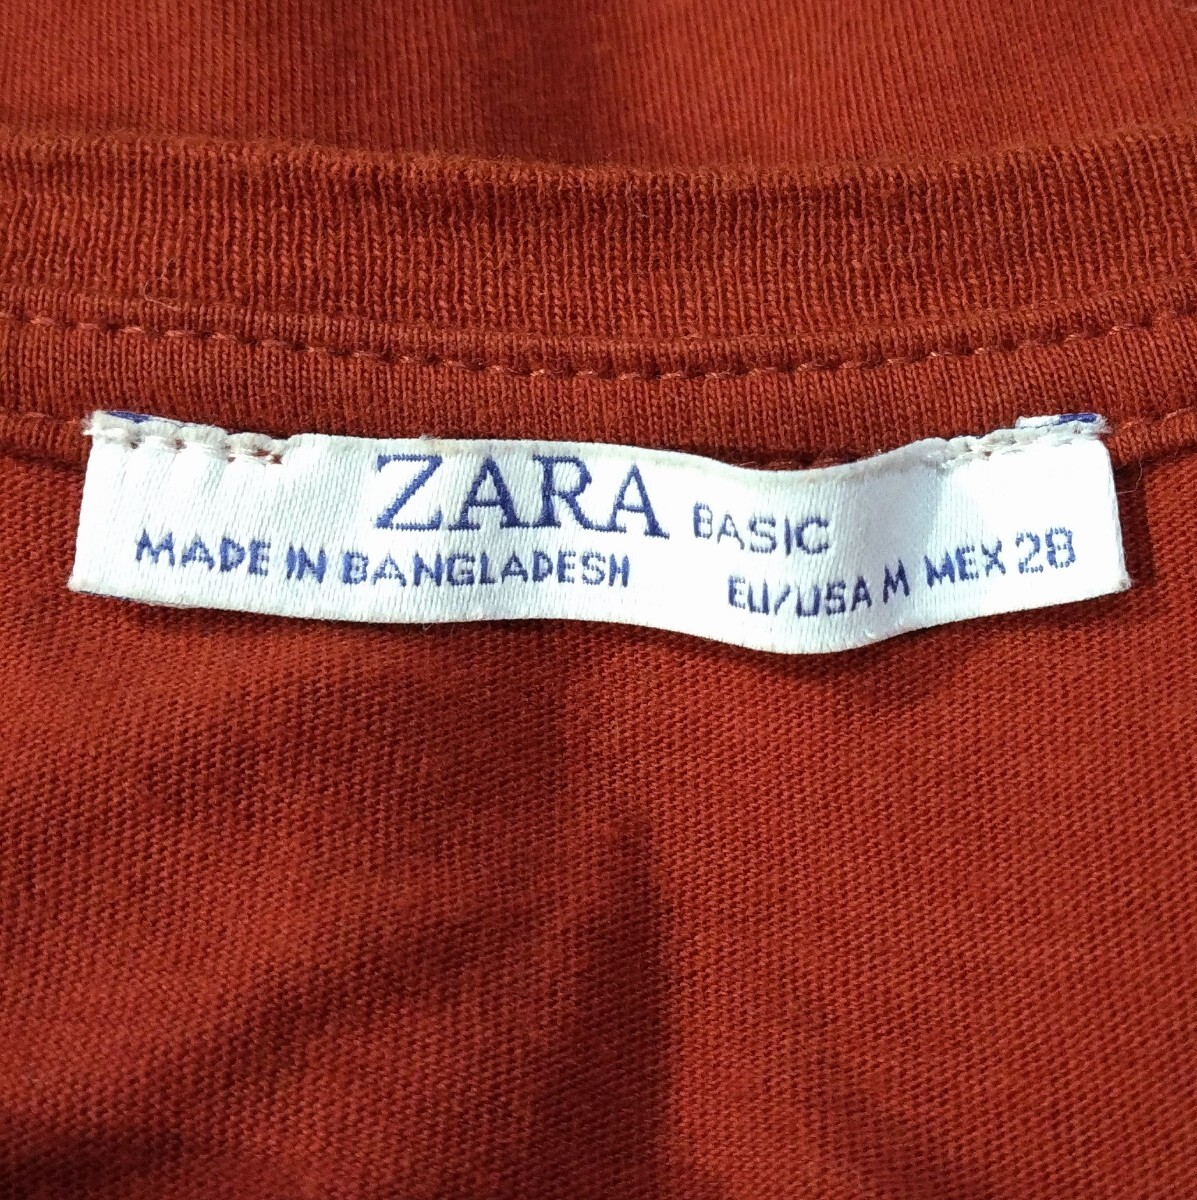 ZARA BASIC
MADE IN BANGLADESH EU/USA M MEX 28